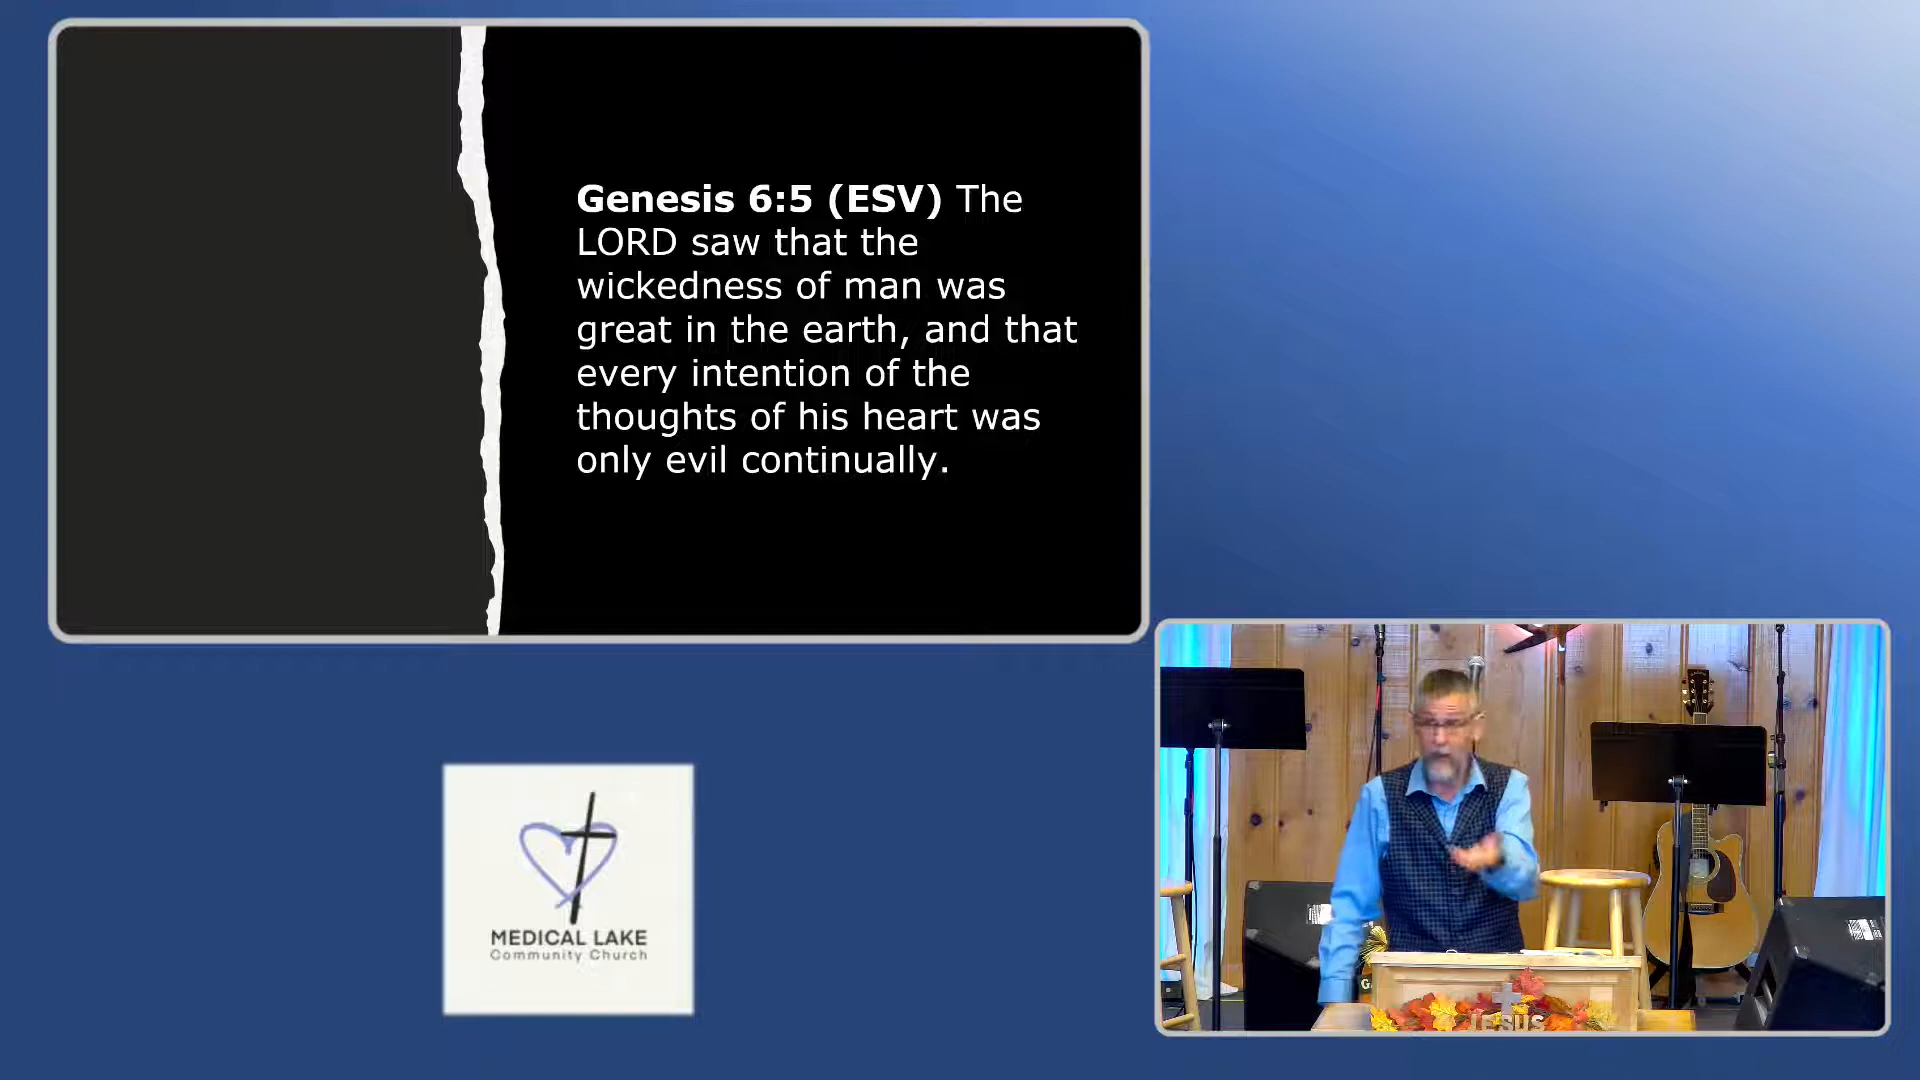 Genesis 6:5 (ESV) The
LORD saw that the
wickedness of man was
great in the earth, and that
every intention of the
thoughts of his heart was
only evil continually.
MEDICAL LAKE
Community Church
JESUS